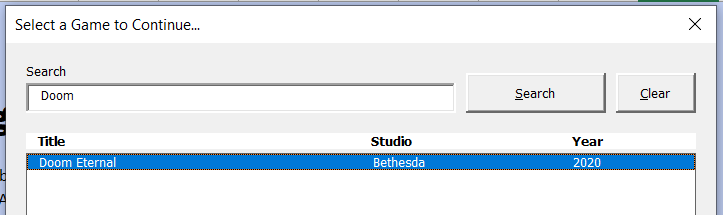 Select a Game to Continue...
Search
Doom
Search
Clear
Title Studio Year
Doom Eternal Bethesda 2020